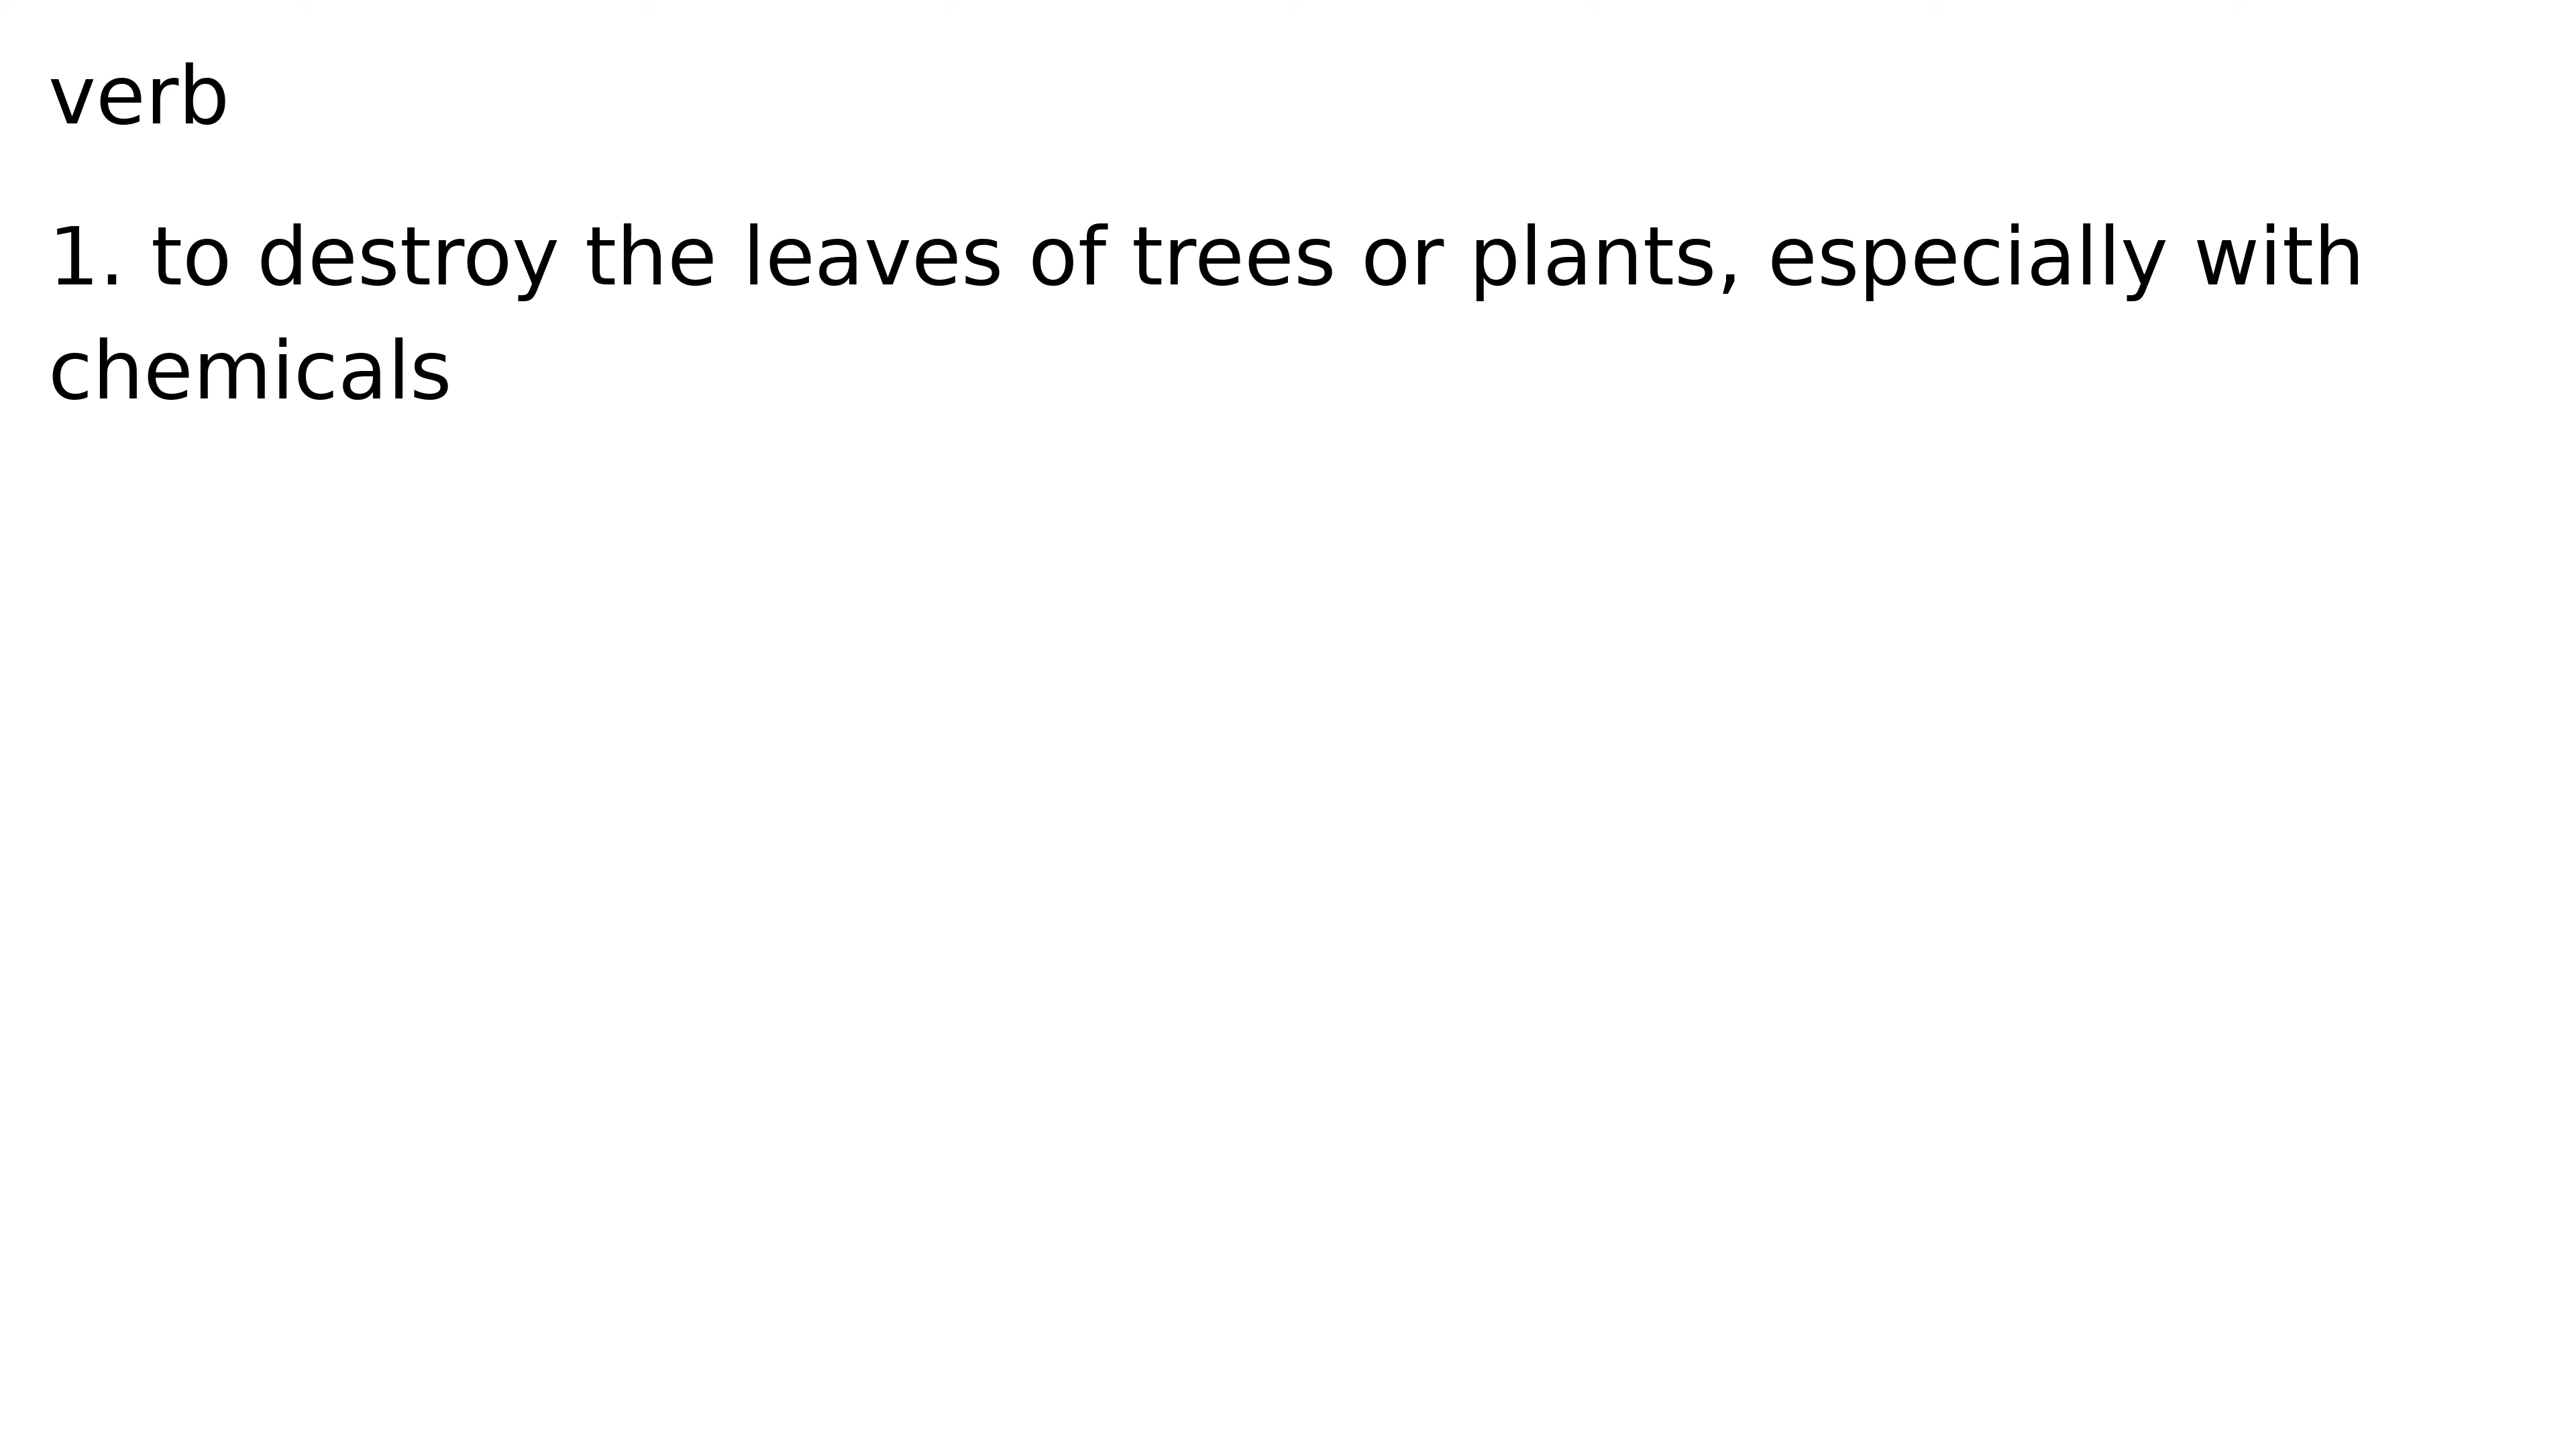 verb
1. to destroy the leaves of trees or plants, especially with
chemicals